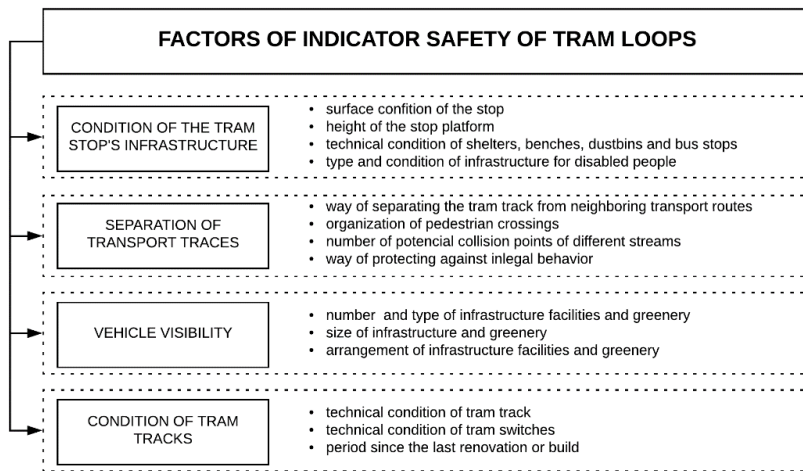 FACTORS OF INDICATOR SAFETY OF TRAM LOOPS
CONDITION OF THE TRAM
STOP'S INFRASTRUCTURE
• surface confition of the stop
• height of the stop platform
• technical condition of shelters, benches, dustbins and bus stops
• type and condition of infrastructure for disabled people
SEPARATION OF
TRANSPORT TRACES
• way of separating the tram track from neighboring transport routes
• organization of pedestrian crossings
• number of potencial collision points of different streams
• way of protecting against inlegal behavior
VEHICLE VISIBILITY
• number and type of infrastructure facilities and greenery
• size of infrastructure and greenery
• arrangement of infrastructure facilities and greenery
CONDITION OF TRAM
TRACKS
• technical condition of tram track
• technical condition of tram switches
• period since the last renovation or build